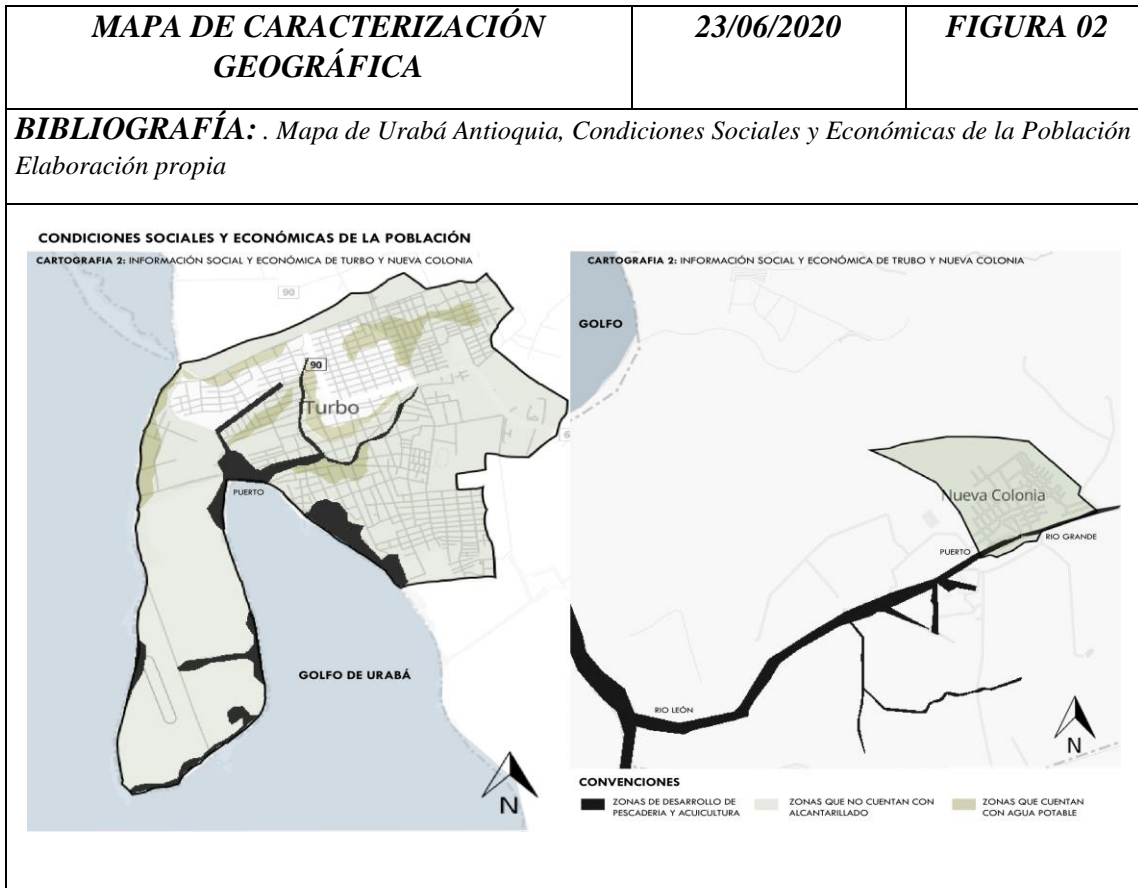 MAPA DE CARACTERIZACIÓN
GEOGRÁFICA
23/06/2020
FIGURA 02
BIBLIOGRAFÍA: . Mapa de Urabá Antioquia, Condiciones Sociales y Económicas de la Población
Elaboración propia
CONDICIONES SOCIALES Y ECONÓMICAS DE LA POBLACIÓN
CARTOGRAFIA 2: INFORMACIÓN SOCIAL Y ECONÓMICA DE TURBO Y NUEVA COLONIA
90
90
Turbo
6
PUERTO
GOLFO DE URABÁ
N
CARTOGRAFIA 2: INFORMACIÓN SOCIAL Y ECONÓMICA DE TRUBO Y NUEVA COLONIA
GOLFO
Nueva Colonia
RIO GRANDE
PUERTO
RIO LEÓN
N
CONVENCIONES
ZONAS DE DESARROLLO DE
PESCADERIA Y ACUICULTURA
ZONAS QUE NO CUENTAN CON
ALCANTARILLADO
ZONAS QUE CUENTAN
CON AGUA POTABLE